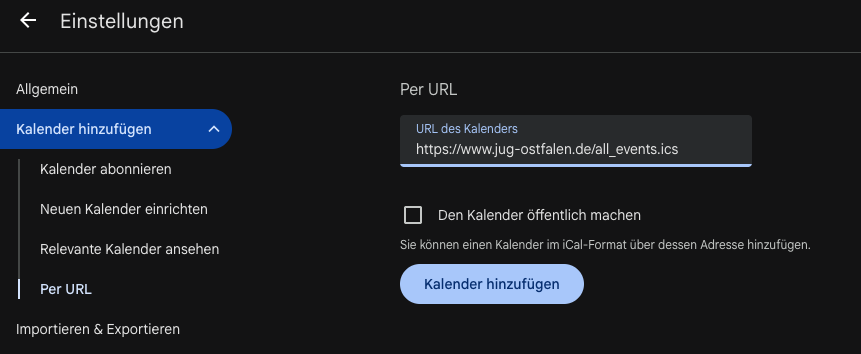 Einstellungen
Allgemein
Kalender hinzufügen
Kalender abonnieren
Neuen Kalender einrichten
Relevante Kalender ansehen
Per URL
Importieren & Exportieren
Per URL
URL des Kalenders
https://www.jug-ostfalen.de/all_events.ics
Den Kalender öffentlich machen
Sie können einen Kalender im iCal-Format über dessen Adresse hinzufügen.
Kalender hinzufügen